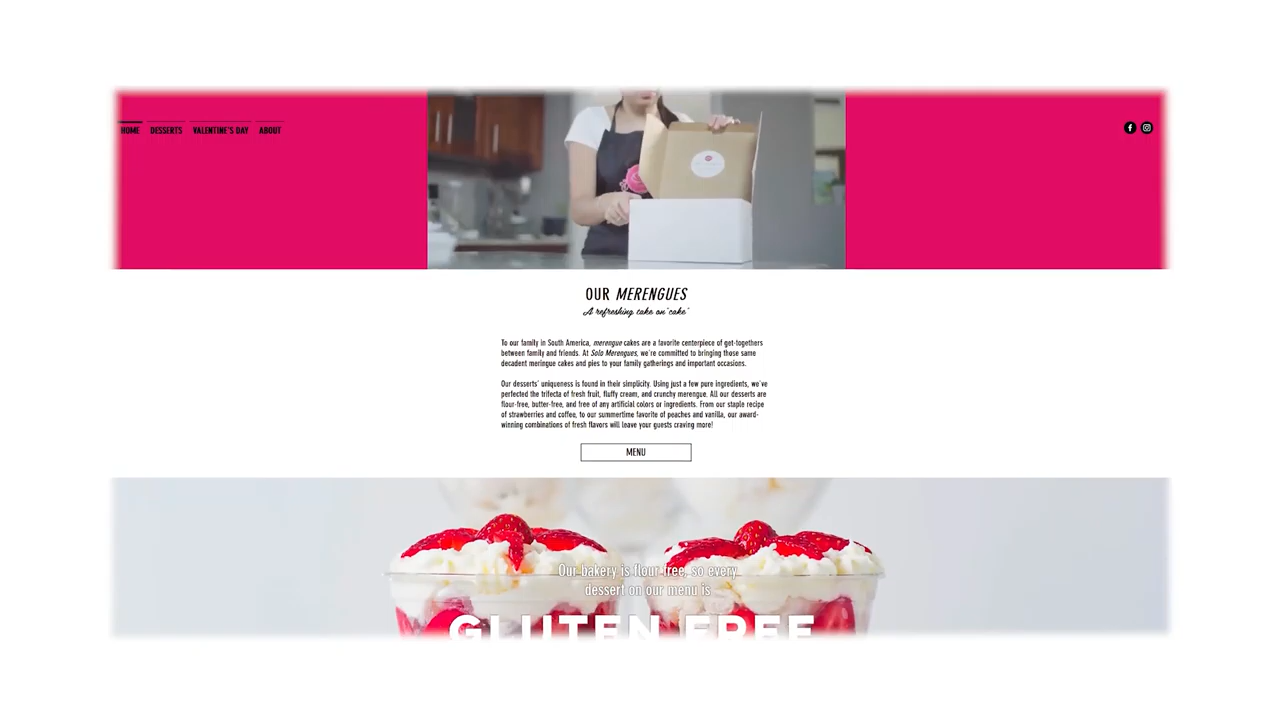 HOME DESSERTS VALENTINE'S DAY ABOUT
OUR MERENGUES
A refreshing take on "cake"
To our family in South America, merengue cakes are a favorite centerpiece of get-togethers
between family and friends. At Solo Merengues, we're committed to bringing those same
decadent meringue cakes and pies to your family gatherings and important occasions.
Our desserts' uniqueness is found in their simplicity. Using just a few pure ingredients, we've
perfected the trifecta of fresh fruit, fluffy cream, and crunchy merengue. All our desserts are
flour-free, butter-free, and free of any artificial colors or ingredients. From our staple recipe
of strawberries and coffee, to our summertime favorite of peaches and vanilla, our award-
winning combinations of fresh flavors will leave your guests craving more!
MENU
Our bakery is flour free, so every
dessert on our menu is
GLUTEN FREE